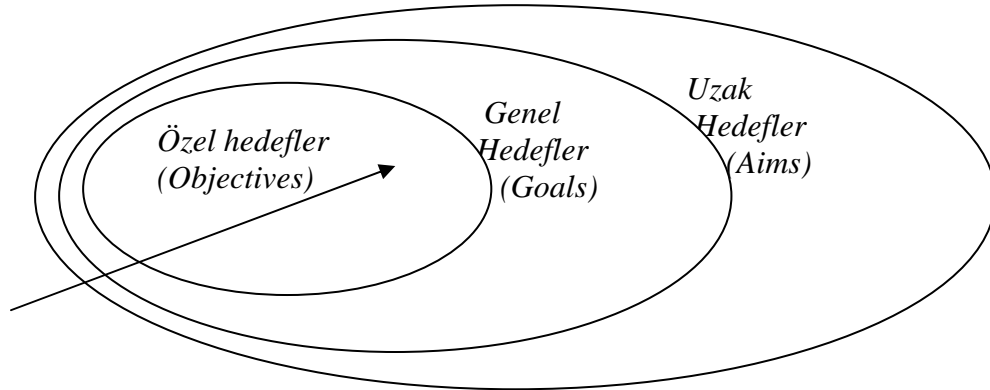 Özel hedefler
(Objectives)
Genel
Hedefler
(Goals)
Uzak
Hedefler
(Aims)